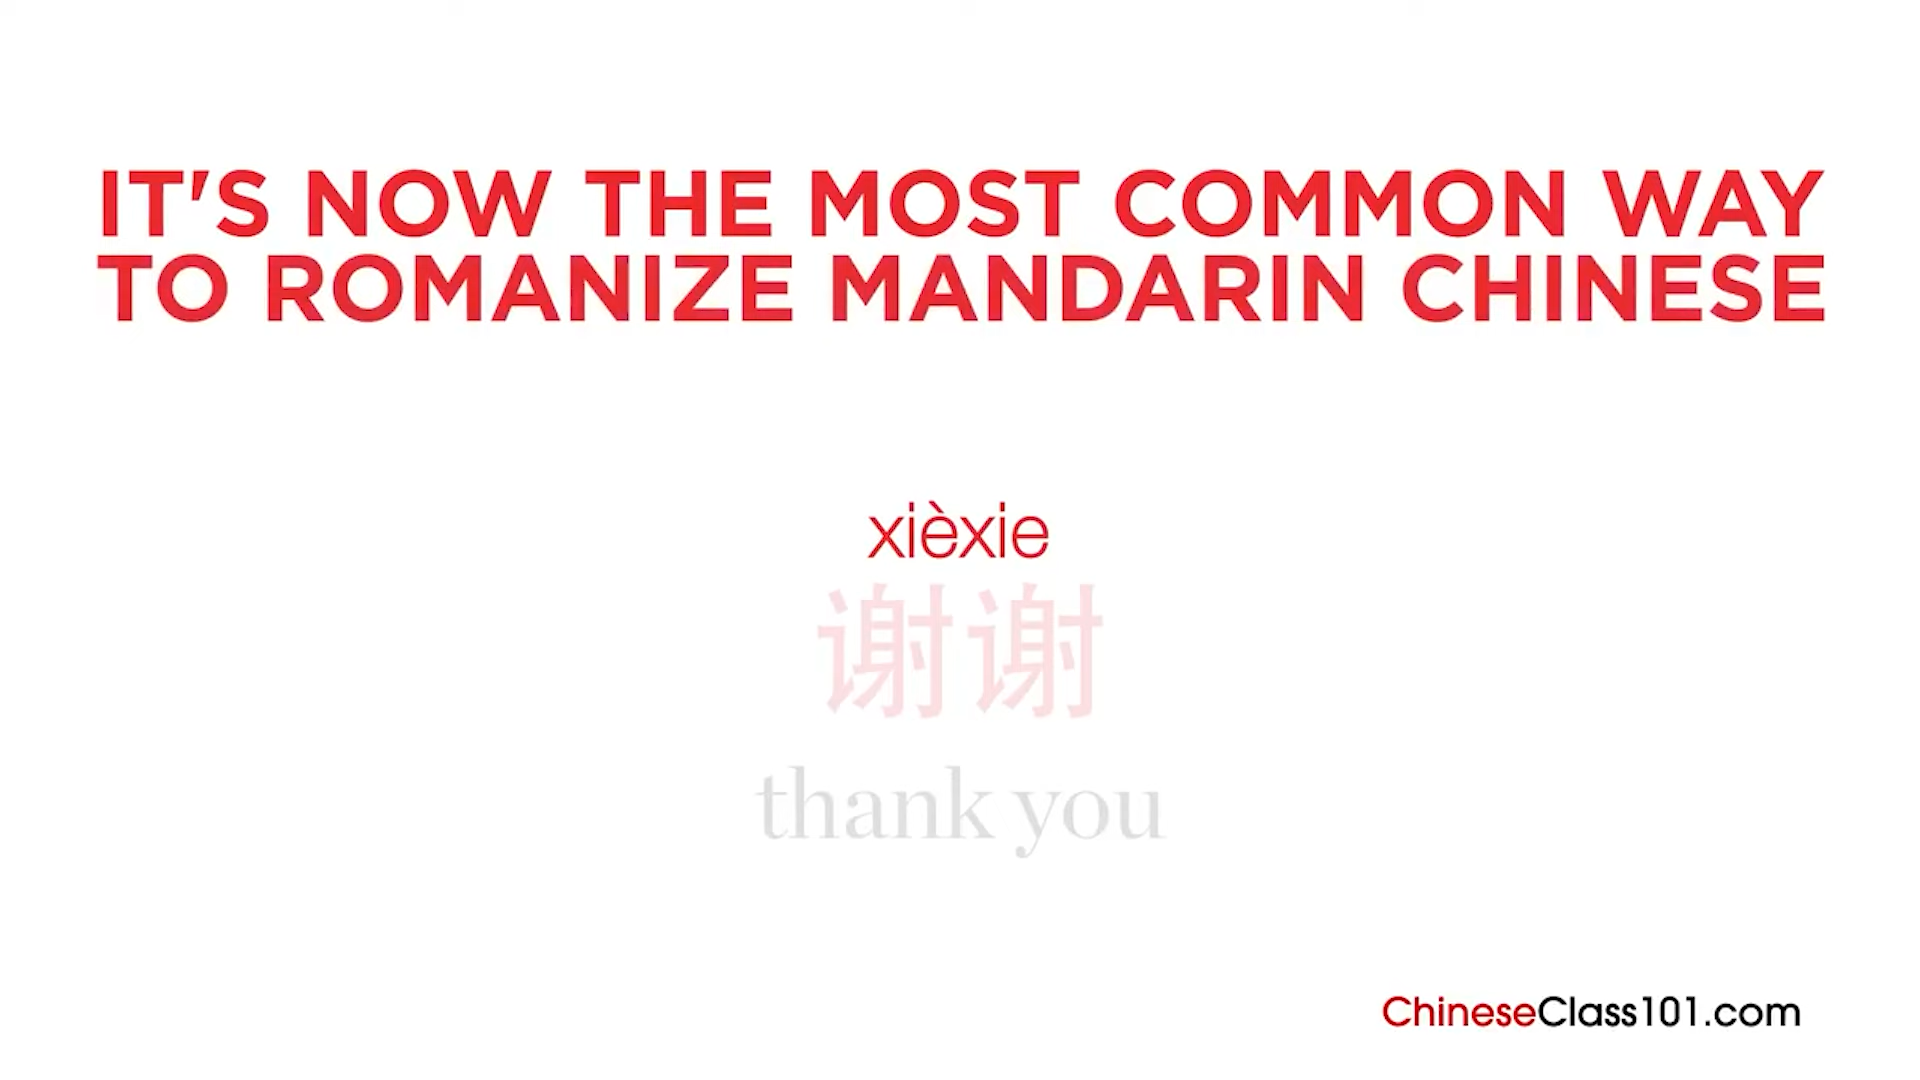 IT'S NOW THE MOST COMMON WAY
TO ROMANIZE MANDARIN CHINESE
xièxie
谢谢
thank you
ChineseClass101.com